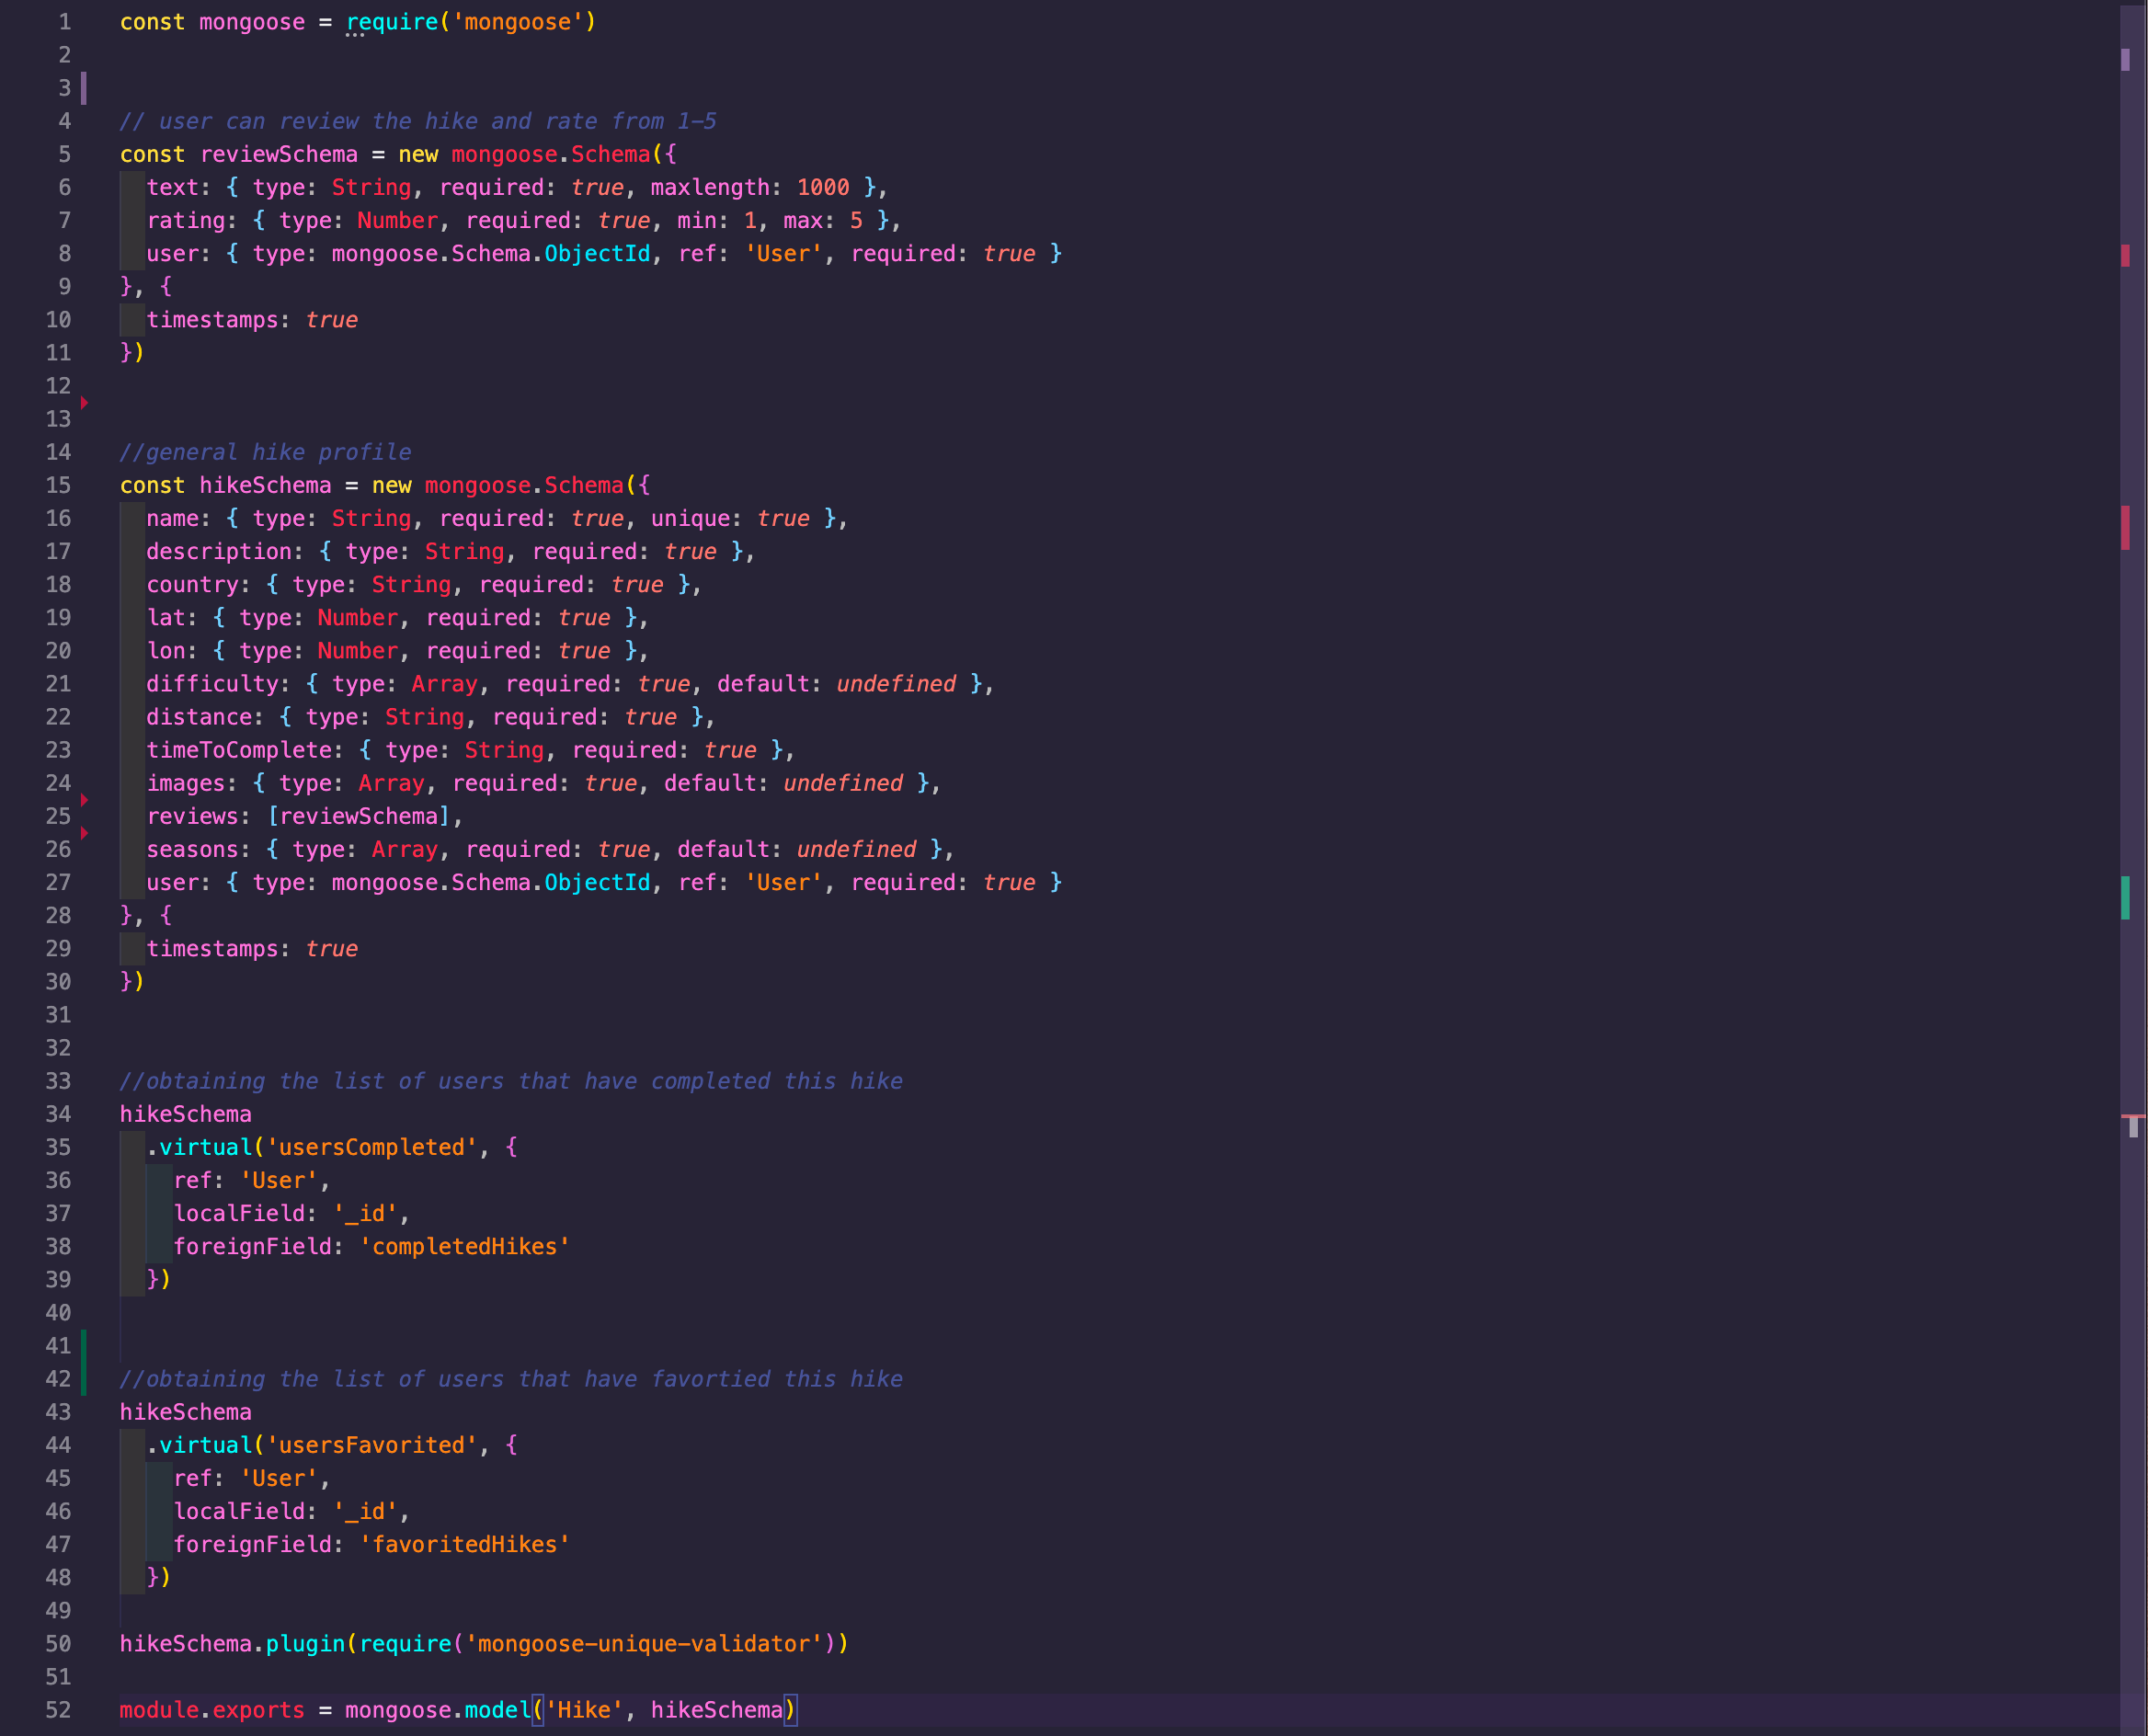 1 const mongoose = require('mongoose')
2
3
4 // user can review the hike and rate from 1-5
5 const reviewSchema = new mongoose.Schema({
6   text: { type: String, required: true, maxlength: 1000 },
7   rating: { type: Number, required: true, min: 1, max: 5 },
8   user: { type: mongoose.Schema.ObjectId, ref: 'User', required: true }
9 }, {
10   timestamps: true
11 })
12
13
14 //general hike profile
15 const hikeSchema = new mongoose.Schema({
16   name: { type: String, required: true, unique: true },
17   description: { type: String, required: true },
18   country: { type: String, required: true },
19   lat: { type: Number, required: true },
20   lon: { type: Number, required: true },
21   difficulty: { type: Array, required: true, default: undefined },
22   distance: { type: String, required: true },
23   timeToComplete: { type: String, required: true },
24   images: { type: Array, required: true, default: undefined },
25   reviews: [reviewSchema],
26   seasons: { type: Array, required: true, default: undefined },
27   user: { type: mongoose.Schema.ObjectId, ref: 'User', required: true }
28 }, {
29   timestamps: true
30 })
31
32
33 //obtaining the list of users that have completed this hike
34 hikeSchema
35   .virtual('usersCompleted', {
36     ref: 'User',
37     localField: '_id',
38     foreignField: 'completedHikes'
39   })
40
41
42 //obtaining the list of users that have favortied this hike
43 hikeSchema
44   .virtual('usersFavorited', {
45     ref: 'User',
46     localField: '_id',
47     foreignField: 'favoritedHikes'
48   })
49
50 hikeSchema.plugin(require('mongoose-unique-validator'))
51
52 module.exports = mongoose.model('Hike', hikeSchema)